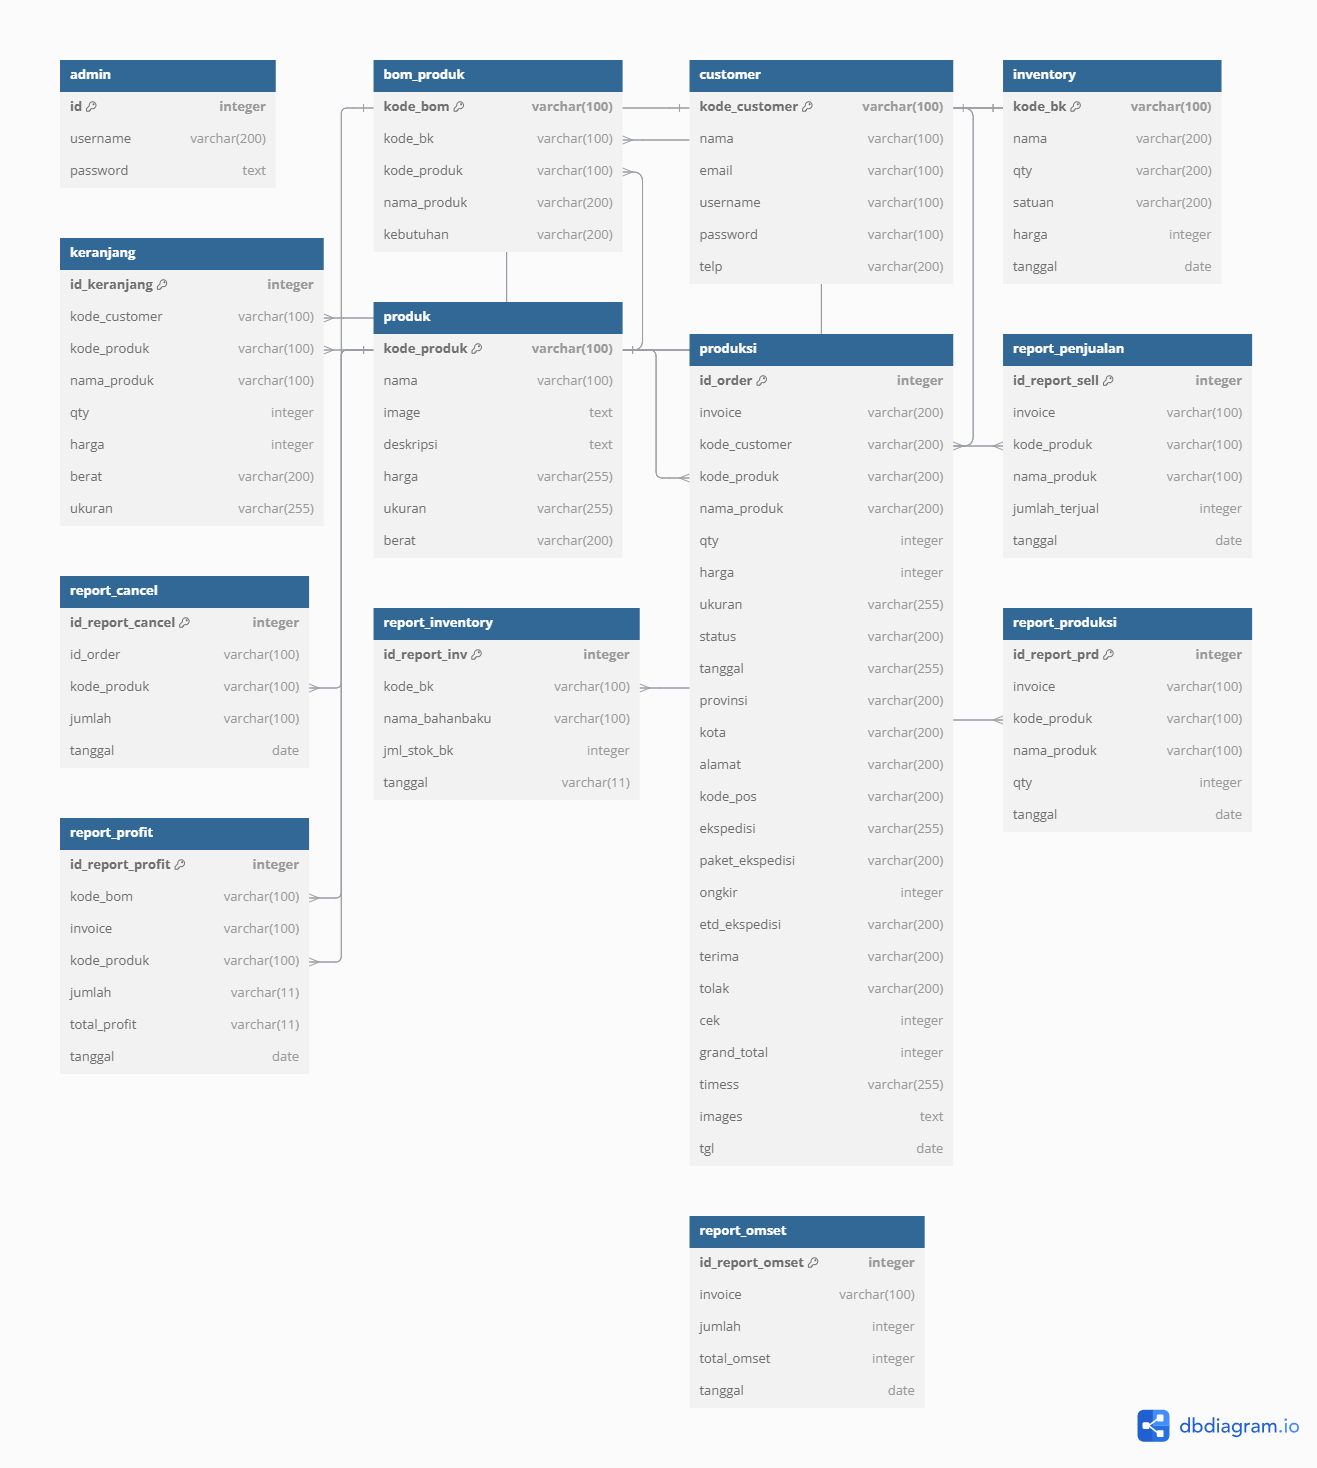 admin
id integer
username varchar(200)
password text
bom_produk
kode_bom varchar(100)
kode_bk varchar(100)
kode_produk varchar(100)
nama_produk varchar(200)
kebutuhan varchar(200)
customer
kode_customer varchar(100)
nama varchar(100)
email varchar(100)
username varchar(100)
password varchar(100)
telp varchar(200)
inventory
kode_bk varchar(100)
nama varchar(200)
qty varchar(200)
satuan varchar(200)
harga integer
tanggal date
keranjang
id_keranjang integer
kode_customer varchar(100)
kode_produk varchar(100)
nama_produk varchar(100)
qty integer
harga integer
berat varchar(200)
ukuran varchar(255)
produk
kode_produk varchar(100)
nama varchar(100)
image text
deskripsi text
harga varchar(255)
ukuran varchar(255)
berat varchar(200)
produksi
id_order integer
invoice varchar(200)
kode_customer varchar(200)
kode_produk varchar(200)
nama_produk varchar(200)
qty integer
harga integer
ukuran varchar(255)
status varchar(200)
tanggal varchar(255)
provinsi varchar(200)
kota varchar(200)
alamat varchar(200)
kode_pos varchar(200)
ekspedisi varchar(255)
paket_ekspedisi varchar(200)
ongkir integer
etd_ekspedisi varchar(200)
terima varchar(200)
tolak varchar(200)
cek integer
grand_total integer
timess varchar(255)
images text
tgl date
report_penjualan
id_report_sell integer
invoice varchar(100)
kode_produk varchar(100)
nama_produk varchar(100)
jumlah_terjual integer
tanggal date
report_cancel
id_report_cancel integer
id_order varchar(100)
kode_produk varchar(100)
jumlah varchar(100)
tanggal date
report_inventory
id_report_inv integer
kode_bk varchar(100)
nama_bahanbaku varchar(100)
jml_stok_bk integer
tanggal varchar(11)
report_produksi
id_report_prd integer
invoice varchar(100)
kode_produk varchar(100)
nama_produk varchar(100)
qty integer
tanggal date
report_profit
id_report_profit integer
kode_bom varchar(100)
invoice varchar(100)
kode_produk varchar(100)
jumlah varchar(11)
total_profit varchar(11)
tanggal date
report_omset
id_report_omset integer
invoice varchar(100)
jumlah integer
total_omset integer
tanggal date
dbdiagram.io